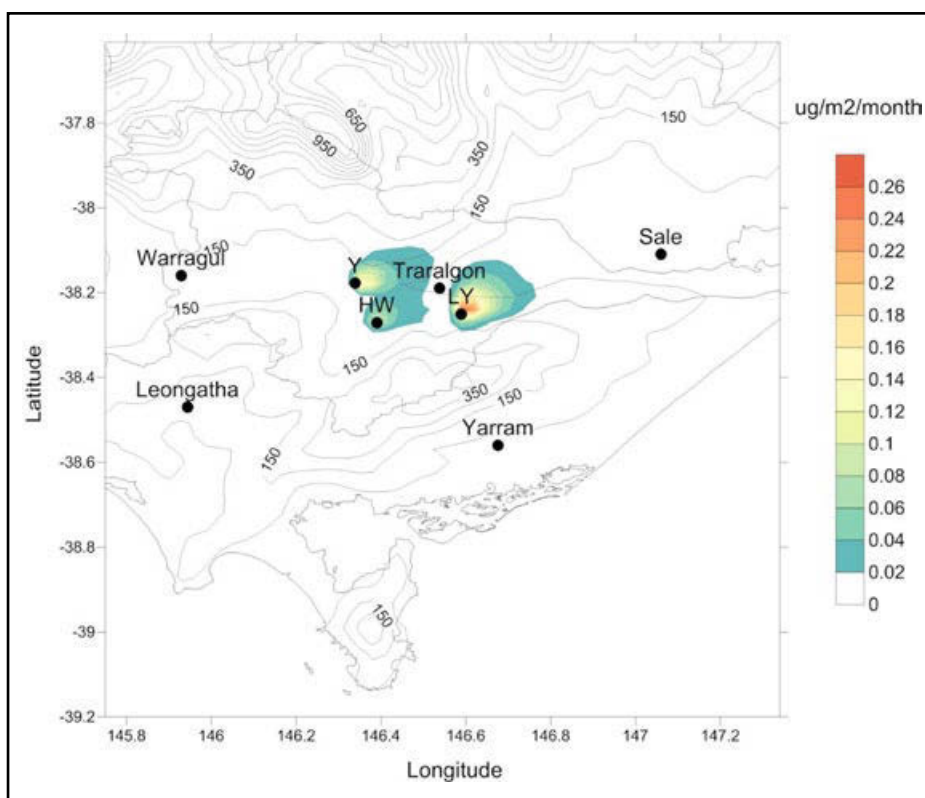 ug/m2/month
650
950
150
350
350
150
150
Warragul
Y
Traralgon
Sale
HW
LY
150
150
350
150
Leongatha
Yarram
150
150
-37.8
-38
-38.2
-38.4
-38.6
-38.8
-39
-39.2
Latitude
145.8 146 146.2 146.4 146.6 146.8 147 147.2
Longitude
0.26
0.24
0.22
0.2
0.18
0.16
0.14
0.12
0.1
0.08
0.06
0.04
0.02
0